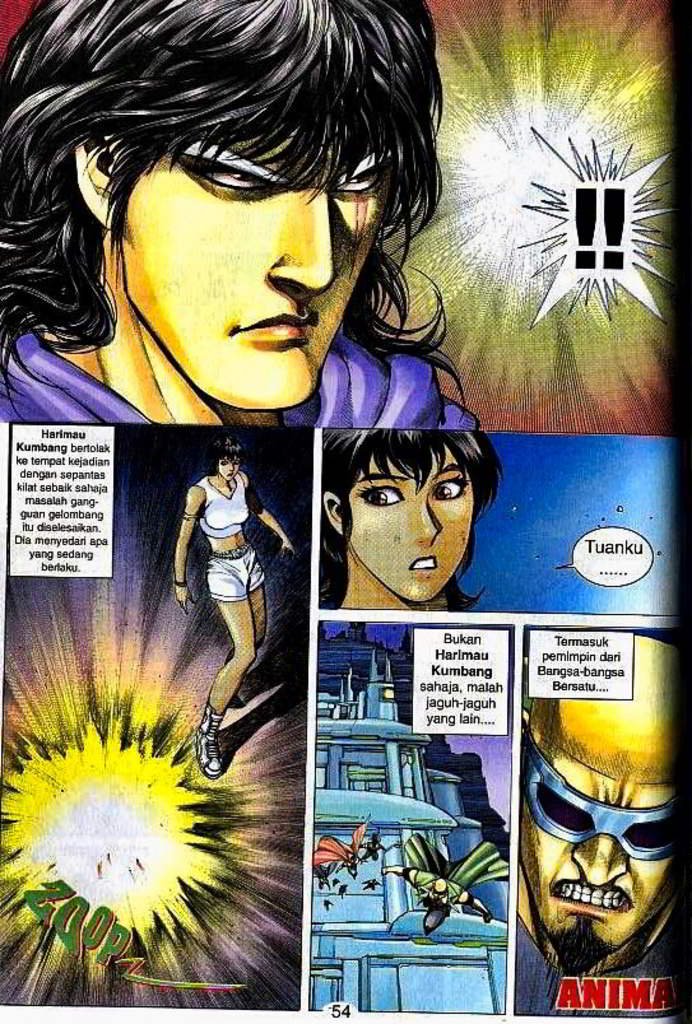 !!
Harimau
Kumbang bertolak
ke tempat kejadian
dengan sepantas
kilat sebaik sahaja
masalah gang-
guan gelombang
itu diselesaikan.
Dia menyedari apa
yang sedang
berlaku.
Tuanku
......
ZOOP
Bukan
Harimau
Kumbang
sahaja, malah
jaguh-jaguh
yang lain....
Termasuk
pemimpin dari
Bangsa-bangsa
Bersatu....
ANIMA
54